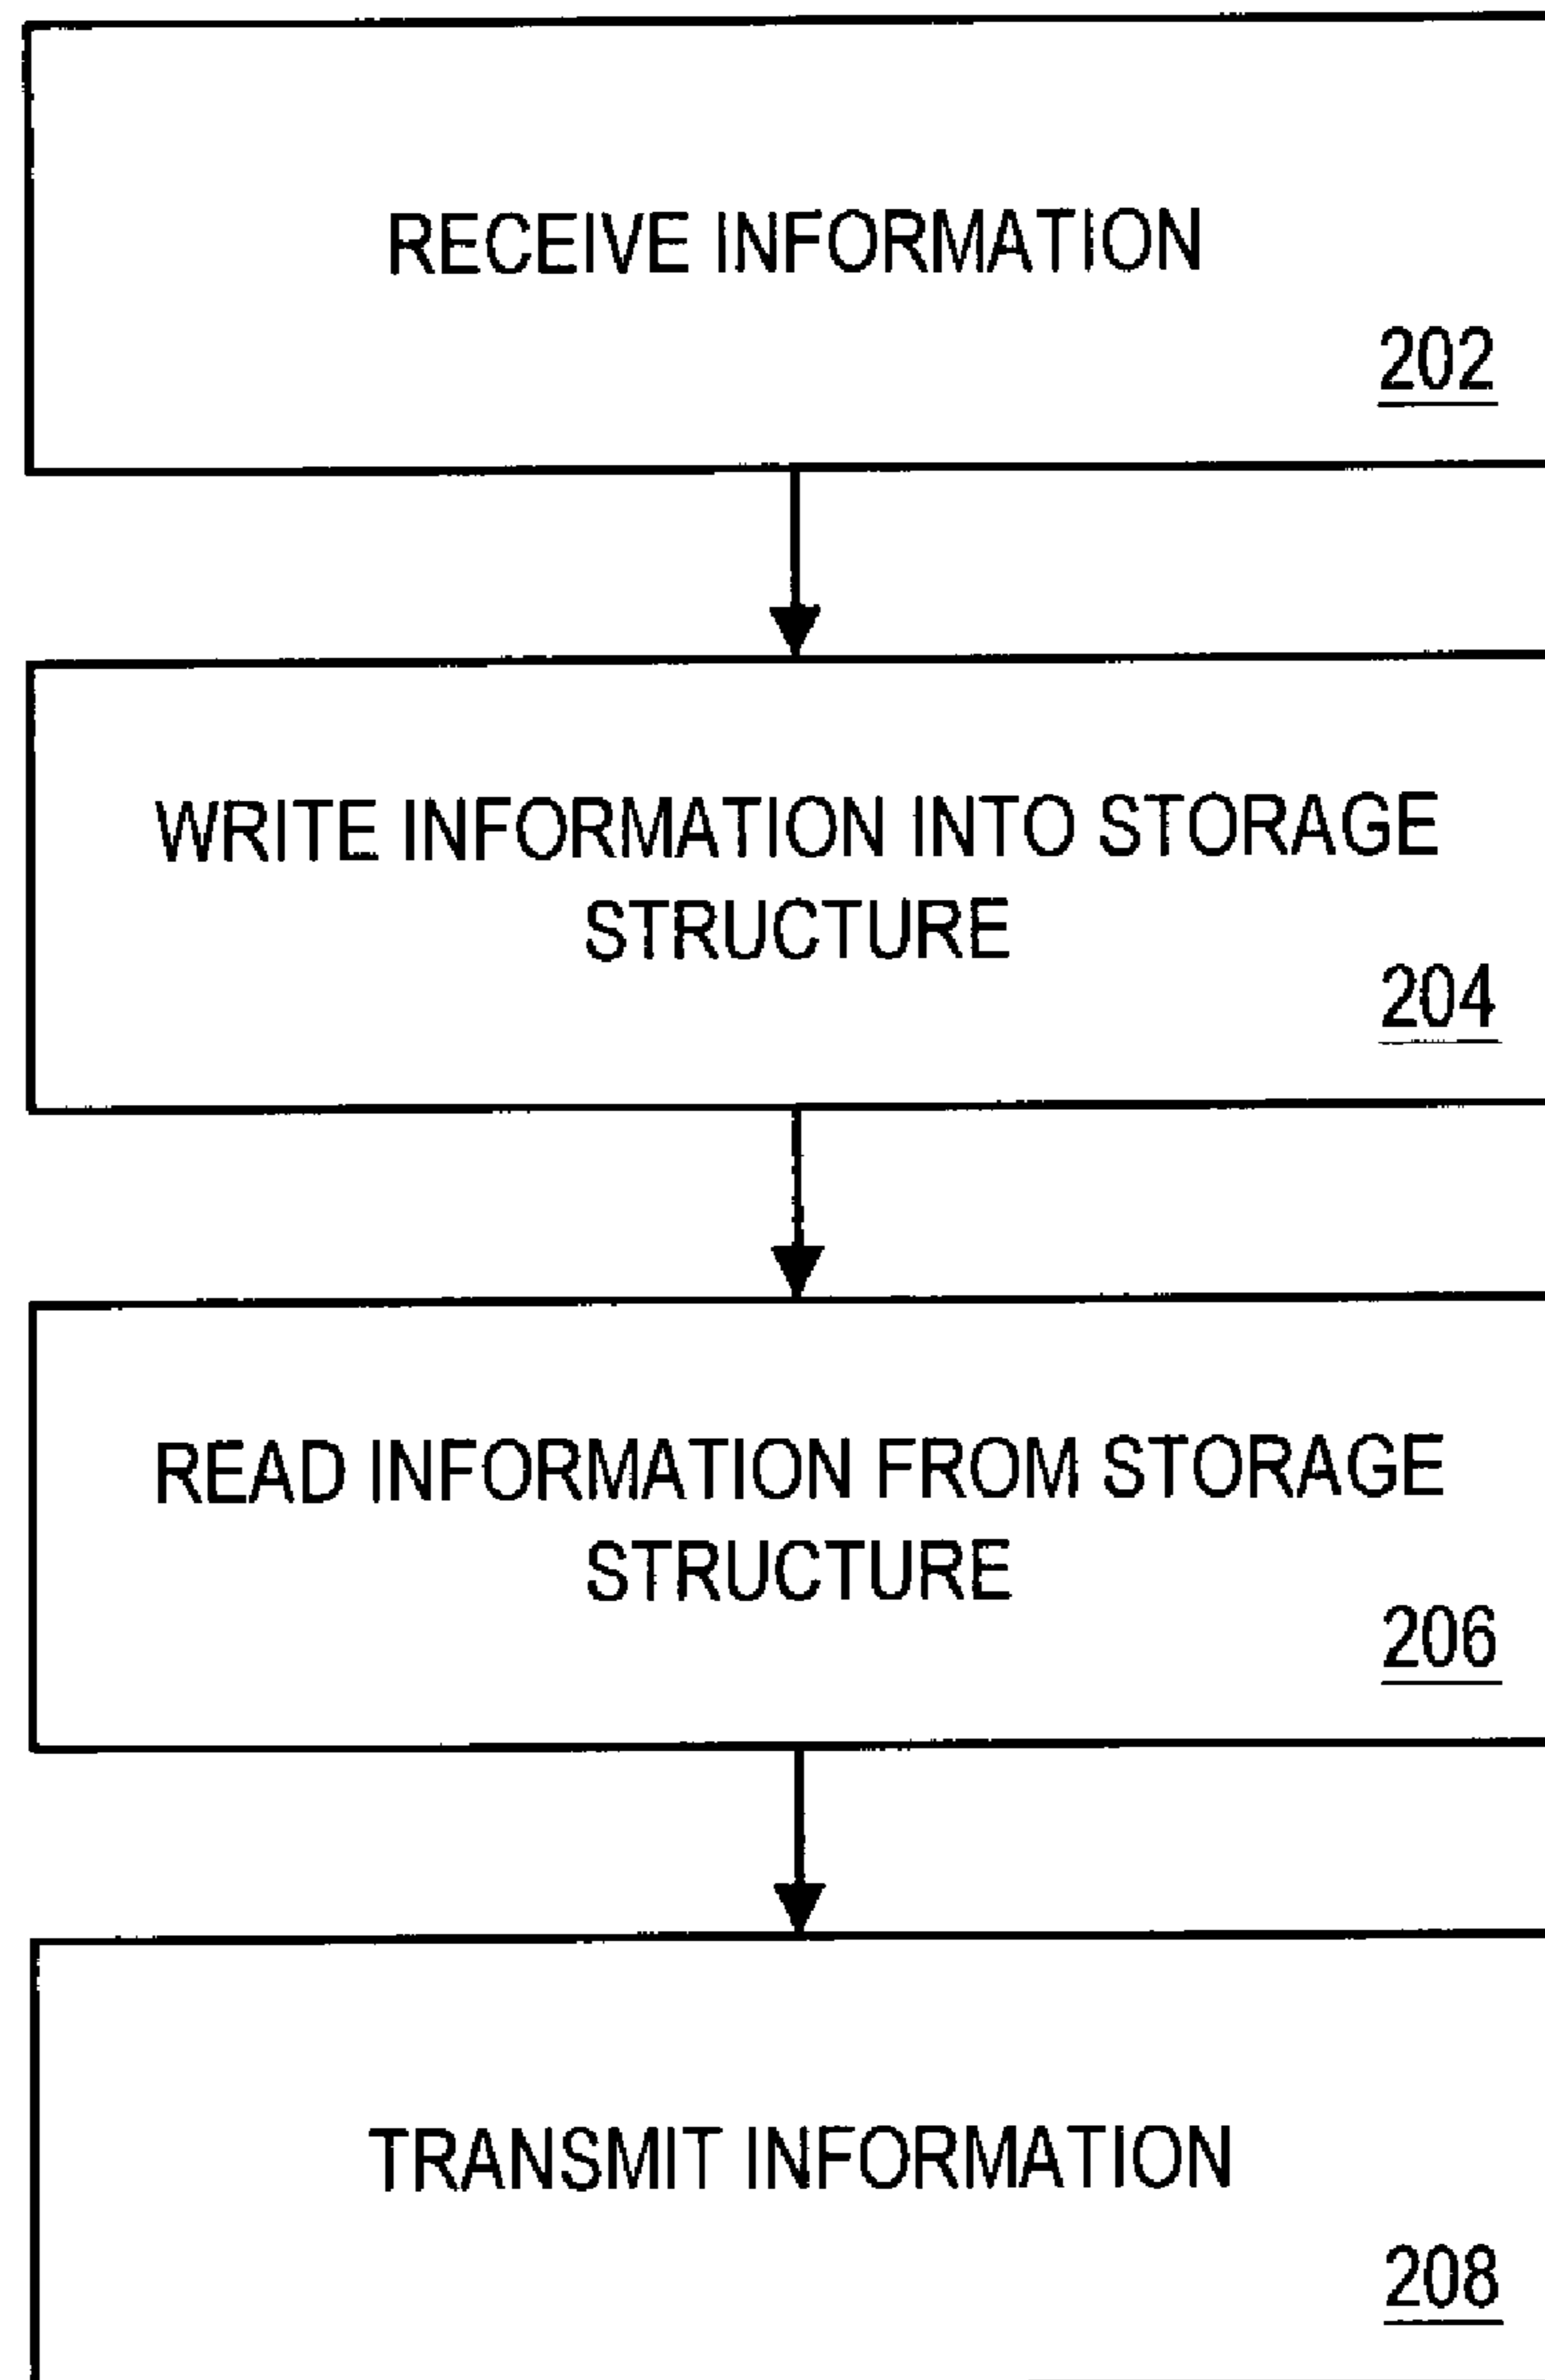 RECEIVE INFORMATION
202
WRITE INFORMATION INTO STORAGE
STRUCTURE
204
READ INFORMATION FROM STORAGE
STRUCTURE
206
TRANSMIT INFORMATION
208